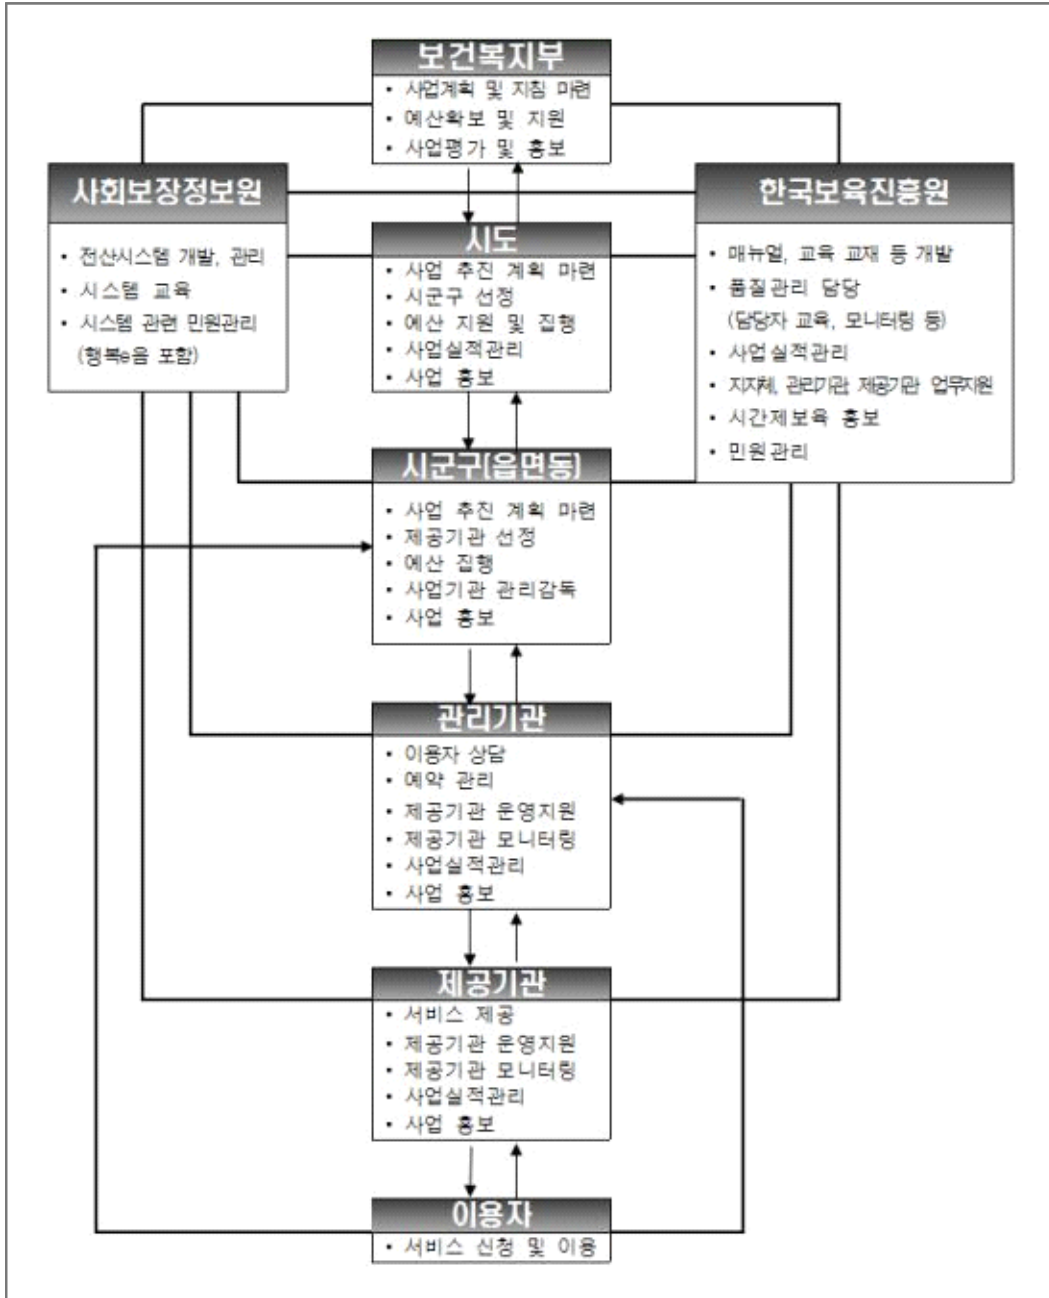 보건복지부
• 사업계획 및 지침 마련
• 예산확보 및 지원
• 사업평가 및 홍보
사회보장정보원
• 전산시스템 개발, 관리
• 시스템 교육
• 시스템 관련 민원관리
(행복e음 포함)
한국보육진흥원
• 매뉴얼, 교육 교재 등 개발
• 품질관리 담당
(담당자 교육, 모니터링 등)
• 사업실적관리
• 지자체, 관리기관, 제공기관 업무지원
• 시간제보육 홍보
• 민원관리
시도
• 사업 추진 계획 마련
• 시군구 선정
• 예산 지원 및 집행
• 사업실적관리
• 사업 홍보
시군구(읍면동)
• 사업 추진 계획 마련
• 제공기관 선정
• 예산 집행
• 사업기관 관리감독
• 사업 홍보
관리기관
• 이용자 상담
• 예약 관리
• 제공기관 운영지원
• 제공기관 모니터링
• 사업실적관리
• 사업 홍보
제공기관
• 서비스 제공
• 제공기관 운영지원
• 제공기관 모니터링
• 사업실적관리
• 사업 홍보
이용자
• 서비스 신청 및 이용